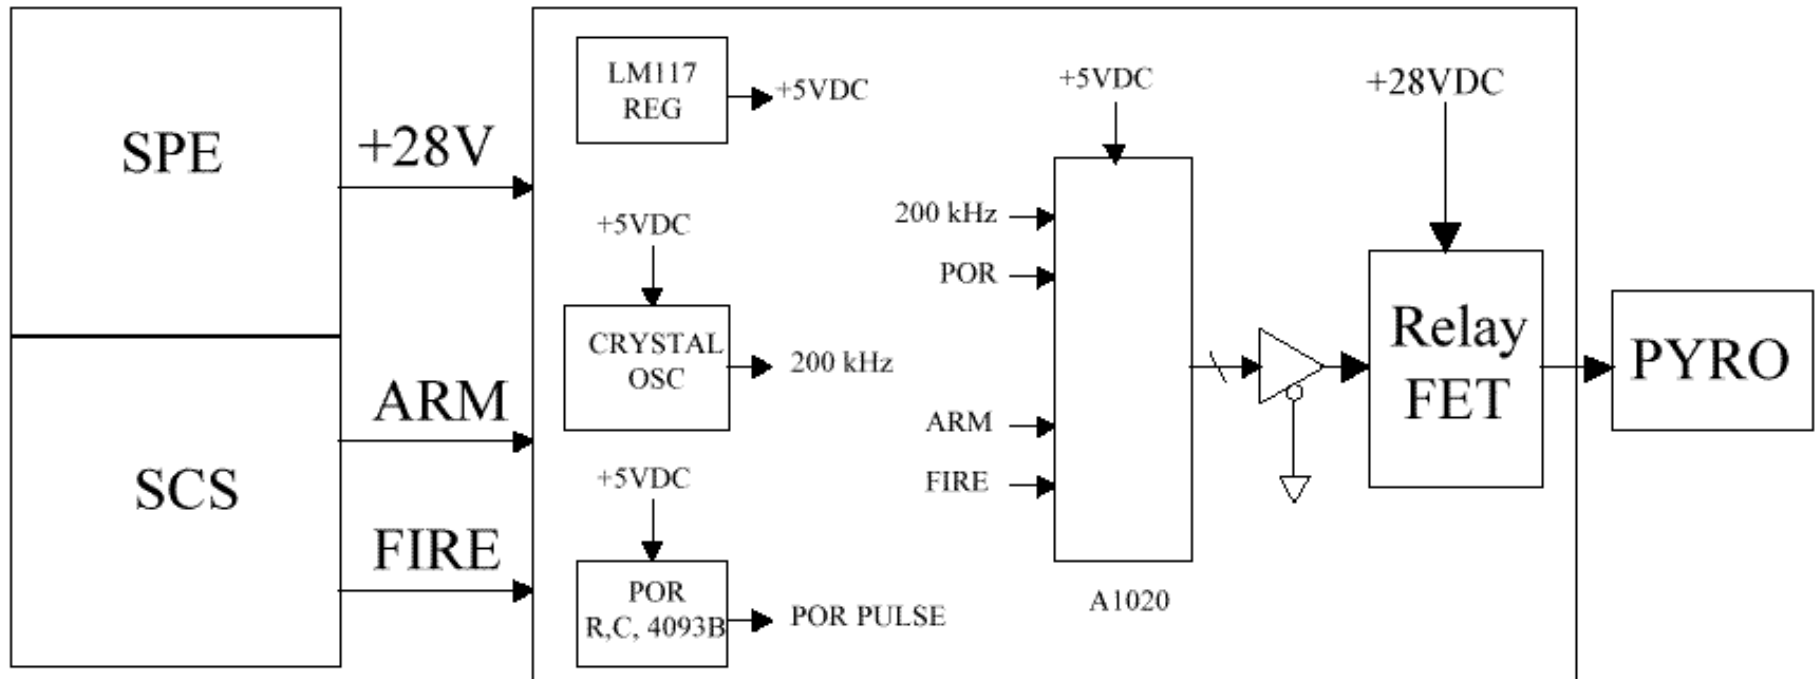 SPE
+28V
SCS
ARM
FIRE
LM117
REG
+5VDC
+5VDC
CRYSTAL
OSC
200 kHz
+5VDC
POR
R,C, 4093B
POR PULSE
+5VDC
200 kHz
POR
ARM
FIRE
A1020
+28VDC
Relay
FET
PYRO